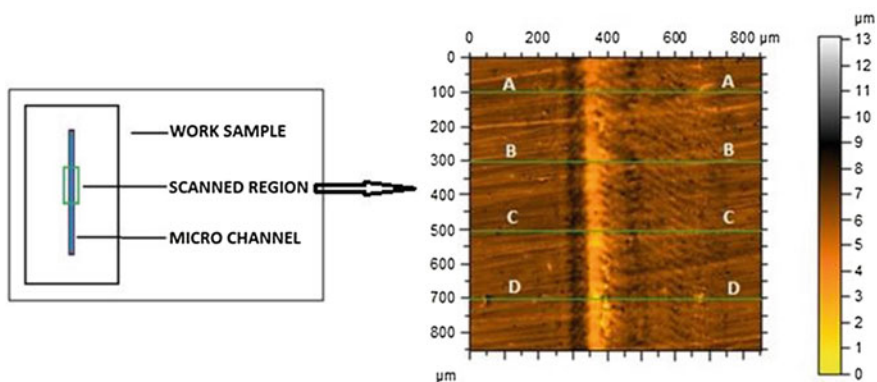 WORK SAMPLE
SCANNED REGION
MICRO CHANNEL
0 200 400 600 800 µm
0
100
200
300
400
500
600
700
800
µm
A A
B B
C C
D D
µm
13
12
11
10
9
8
7
6
5
4
3
2
1
0